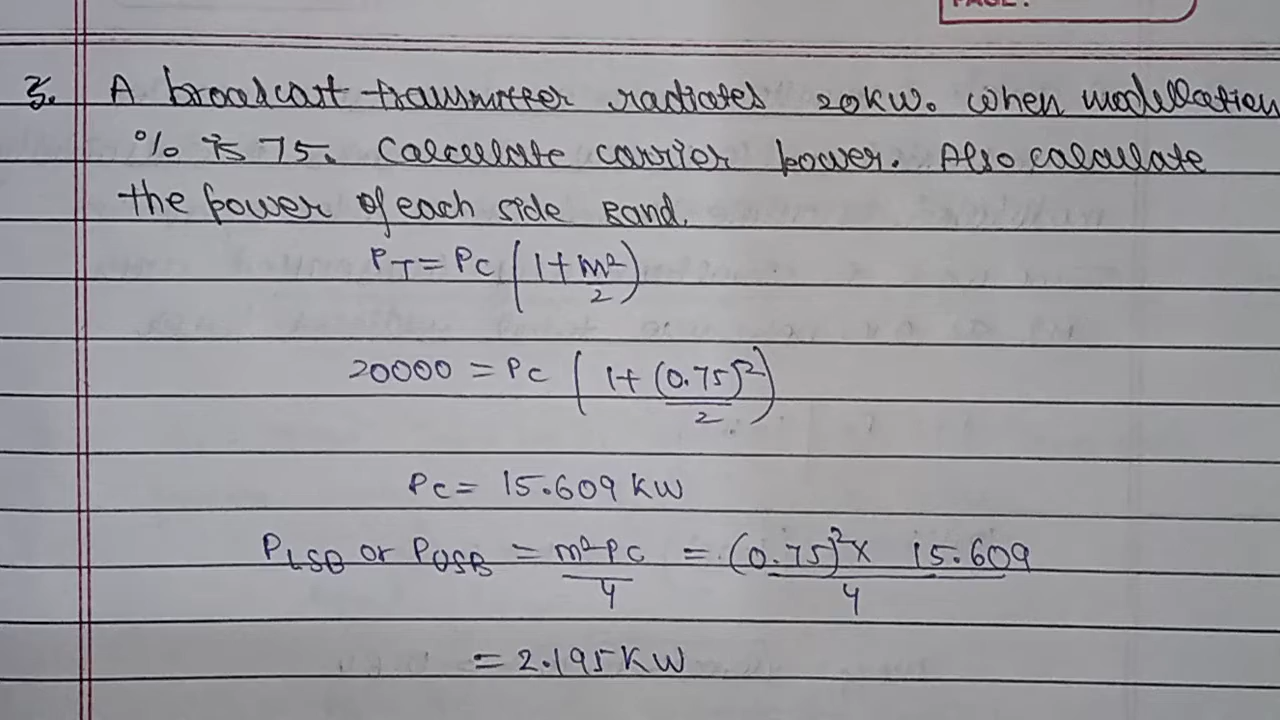 PAGE:
3. A broadcast transmitter radiates 20KW. When modellation
% is 75. Calculate carrier power. Also calculate
the power of each side Band.
PT = PC (1 + m²/2)
20000 = PC (1 + (0.75)²/2)
PC = 15.609 KW
PLSB or PUSB = m²PC/4 = (0.75)² × 15.609/4
= 2.195 KW